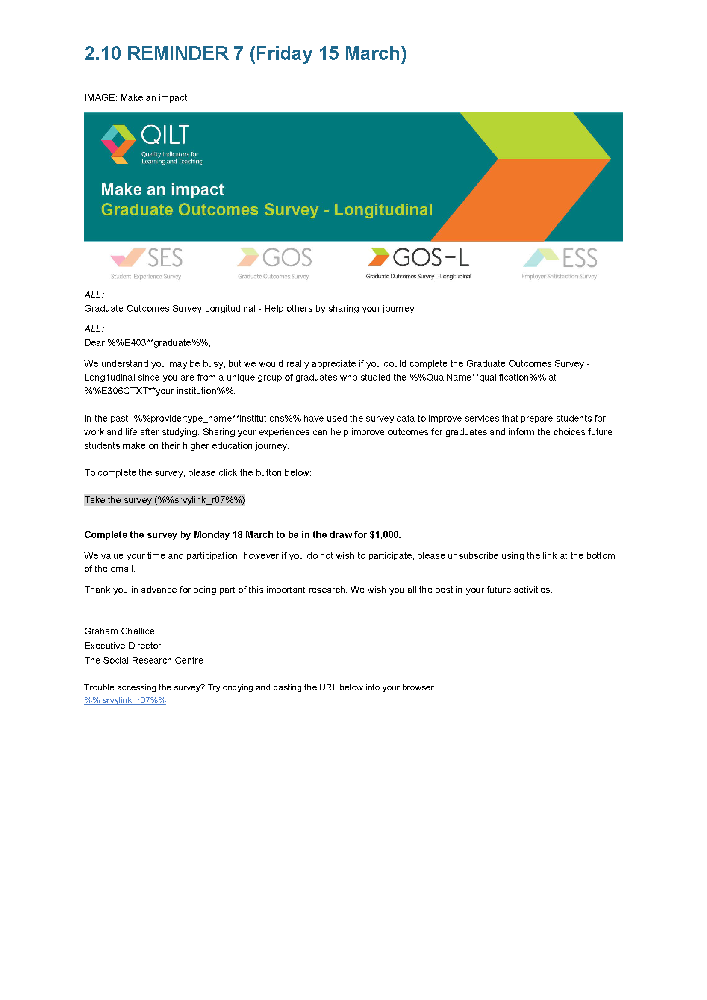 2.10 REMINDER 7 (Friday 15 March)
IMAGE: Make an impact
QILT
Quality Indicators for
Learning and Teaching
Make an impact
Graduate Outcomes Survey - Longitudinal
SES
Student Experience Survey
GOS
Graduate Outcomes Survey
GOS-L
Graduate Outcomes Survey – Longitudinal
ESS
Employer Satisfaction Survey
ALL:
Graduate Outcomes Survey Longitudinal - Help others by sharing your journey
ALL:
Dear %%E403**graduate%%,
We understand you may be busy, but we would really appreciate if you could complete the Graduate Outcomes Survey -
Longitudinal since you are from a unique group of graduates who studied the %%QualName**qualification%% at
%%E306CTXT**your institution%%.
In the past, %%providertype_name**institutions%% have used the survey data to improve services that prepare students for
work and life after studying. Sharing your experiences can help improve outcomes for graduates and inform the choices future
students make on their higher education journey.
To complete the survey, please click the button below:
Take the survey (%%srvylink_r07%%)
Complete the survey by Monday 18 March to be in the draw for $1,000.
We value your time and participation, however if you do not wish to participate, please unsubscribe using the link at the bottom
of the email.
Thank you in advance for being part of this important research. We wish you all the best in your future activities.
Graham Challice
Executive Director
The Social Research Centre
Trouble accessing the survey? Try copying and pasting the URL below into your browser.
%% srvylink_r07%%